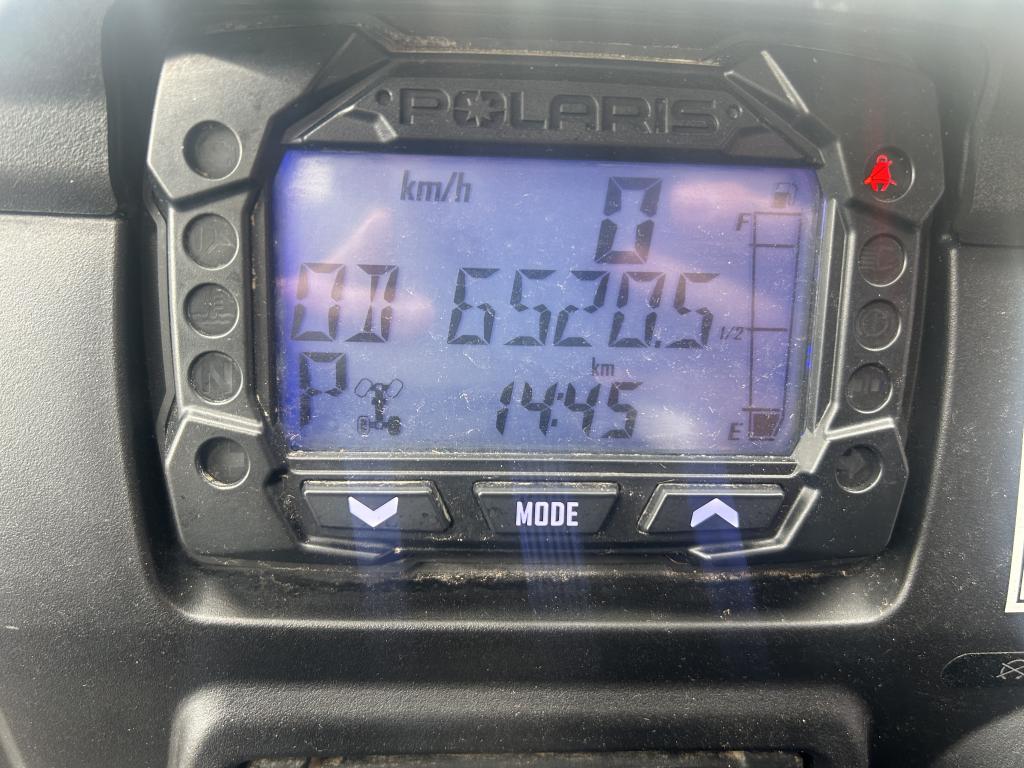 POLARIS
km/h
0
F
OD 6520.5
1/2
km
P
14:45
E
N
MODE